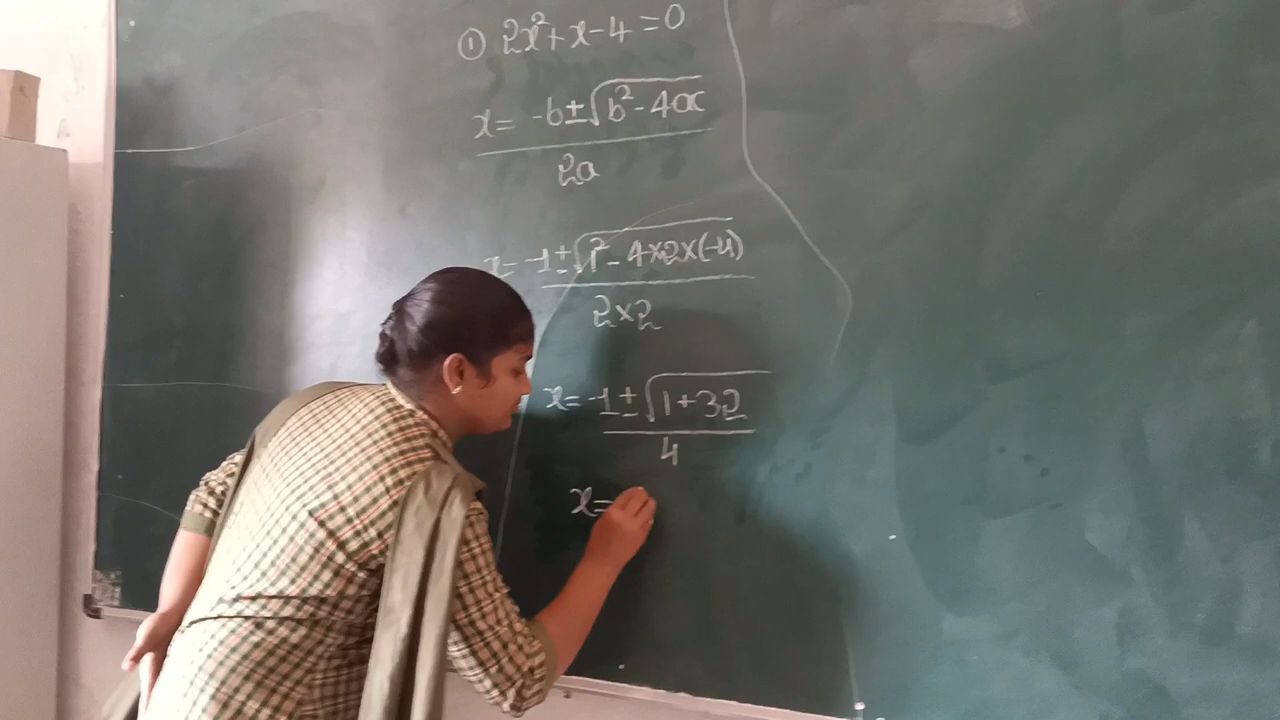 ① 2x²+x-4=0
x= -b±√b²-4ac
2a
x= -1±√1²-4×2×(-4)
2×2
x= -1±√1+32
4
x=